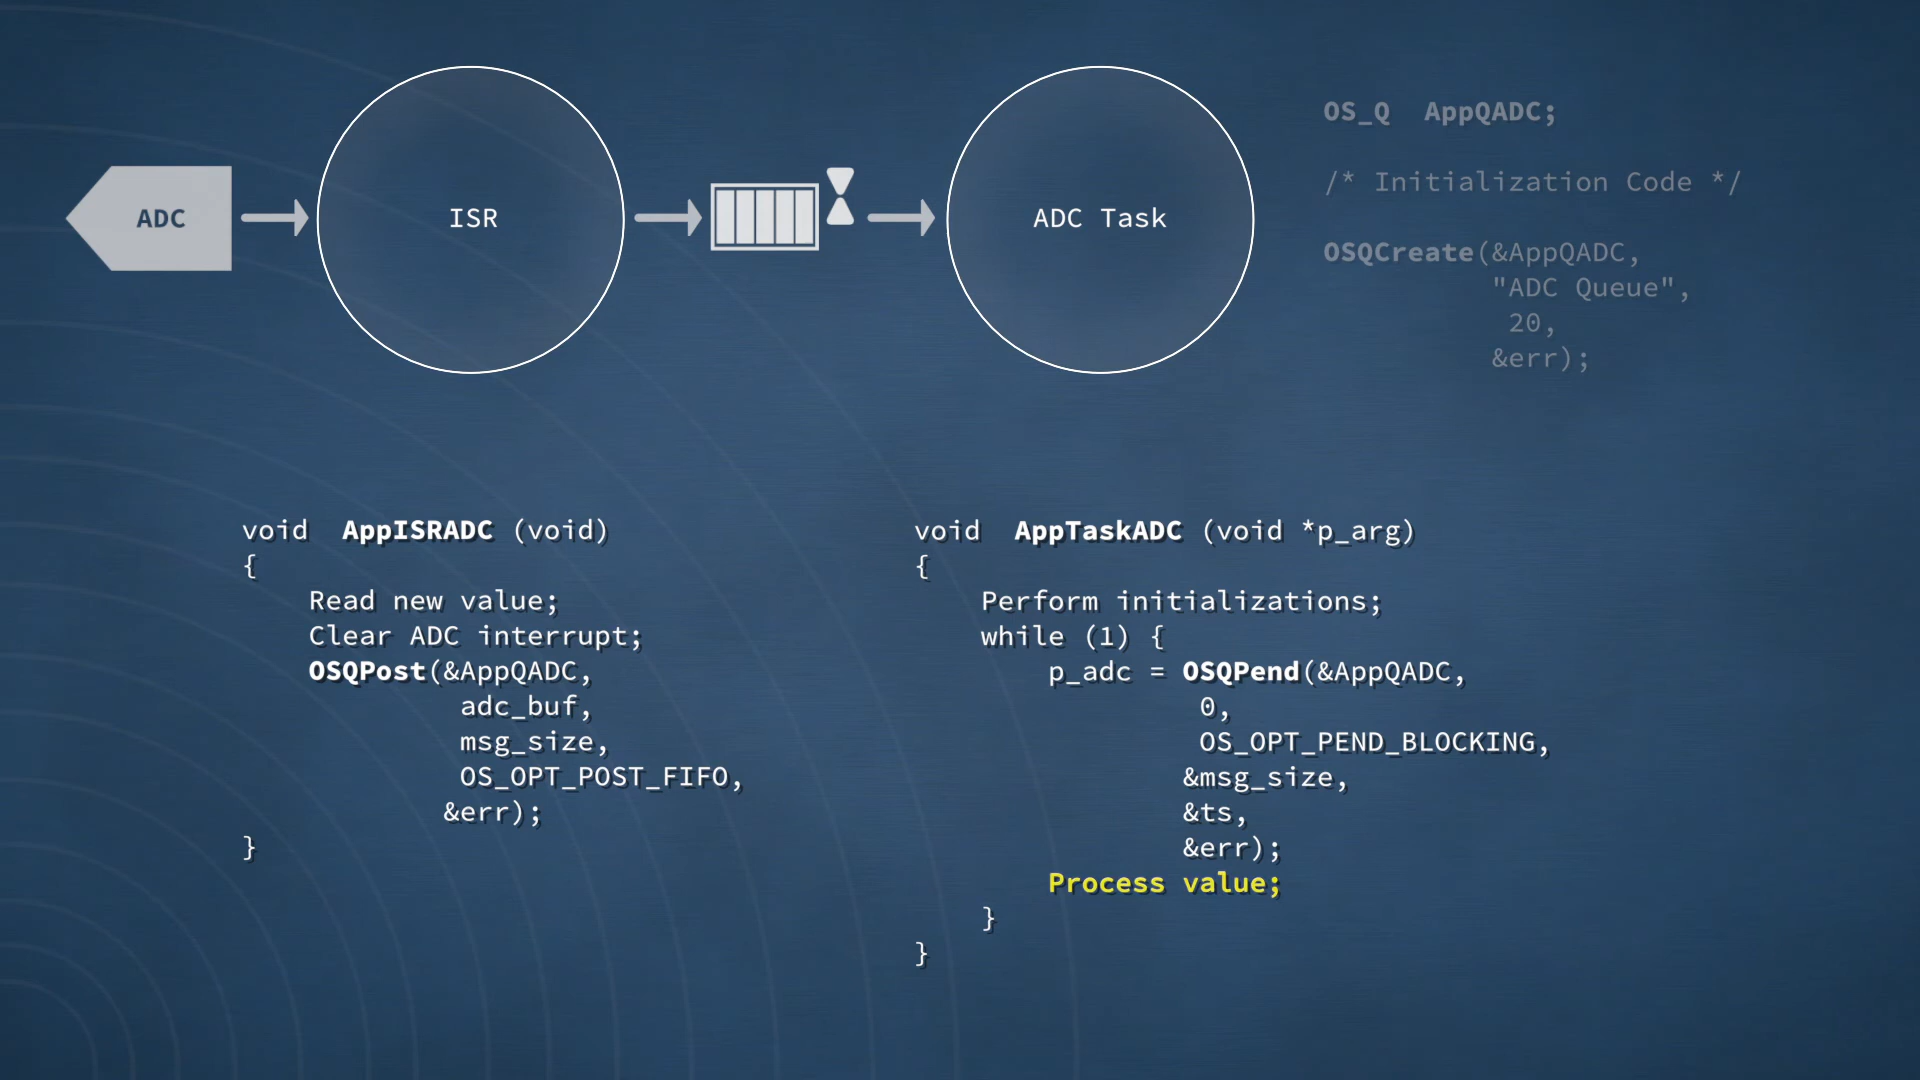 ADC
ISR
ADC Task
OS_Q  AppQADC;
/* Initialization Code */
OSQCreate(&AppQADC,
"ADC Queue",
20,
&err);
void  AppISRADC (void)
{
Read new value;
Clear ADC interrupt;
OSQPost(&AppQADC,
adc_buf,
msg_size,
OS_OPT_POST_FIFO,
&err);
}
void  AppTaskADC (void *p_arg)
{
Perform initializations;
while (1) {
p_adc = OSQPend(&AppQADC,
0,
OS_OPT_PEND_BLOCKING,
&msg_size,
&ts,
&err);
Process value;
}
}